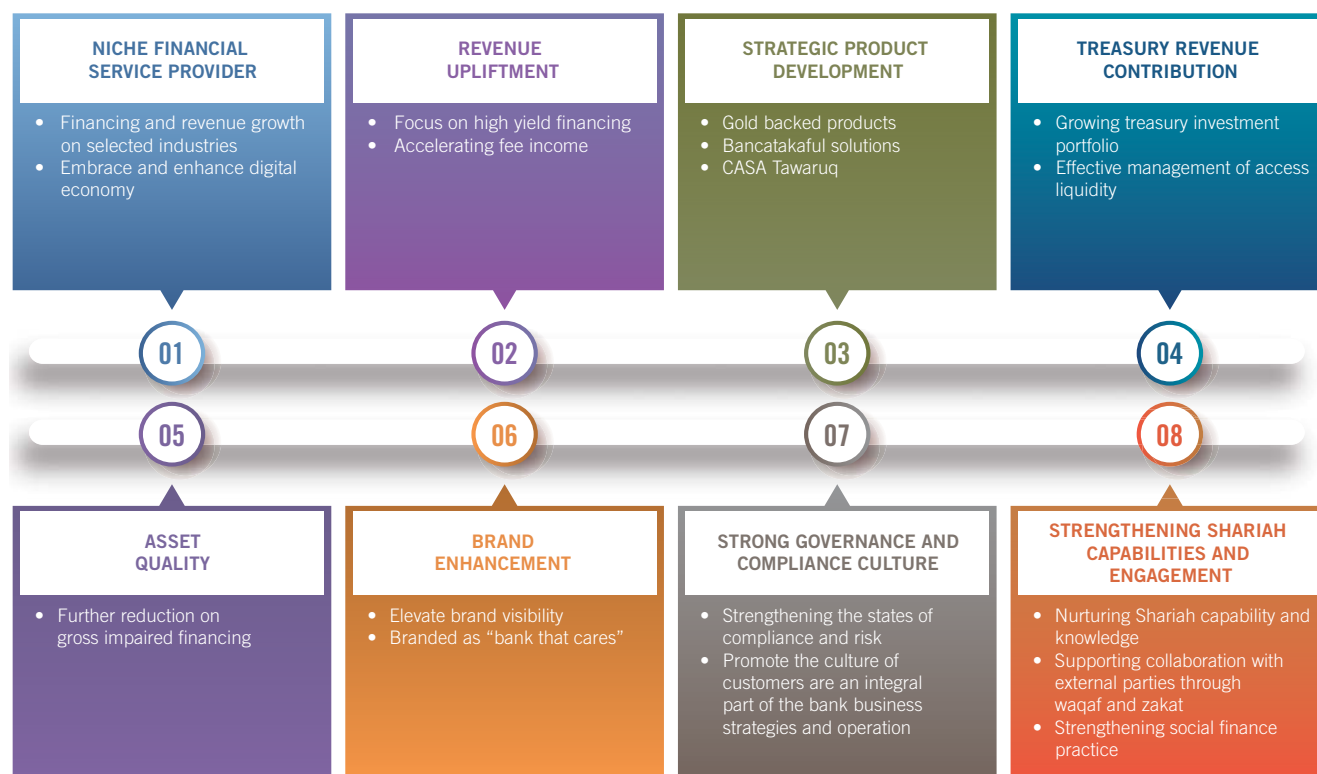 NICHE FINANCIAL
SERVICE PROVIDER
• Financing and revenue growth
on selected industries
• Embrace and enhance digital
economy
REVENUE
UPLIFTMENT
• Focus on high yield financing
• Accelerating fee income
STRATEGIC PRODUCT
DEVELOPMENT
• Gold backed products
• Bancatakaful solutions
• CASA Tawaruq
TREASURY REVENUE
CONTRIBUTION
• Growing treasury investment
portfolio
• Effective management of access
liquidity
01
02
03
04
05
06
07
08
ASSET
QUALITY
• Further reduction on
gross impaired financing
BRAND
ENHANCEMENT
• Elevate brand visibility
• Branded as “bank that cares”
STRONG GOVERNANCE AND
COMPLIANCE CULTURE
• Strengthening the states of
compliance and risk
• Promote the culture of
customers are an integral
part of the bank business
strategies and operation
STRENGTHENING SHARIAH
CAPABILITIES AND
ENGAGEMENT
• Nurturing Shariah capability and
knowledge
• Supporting collaboration with
external parties through
waqaf and zakat
• Strengthening social finance
practice